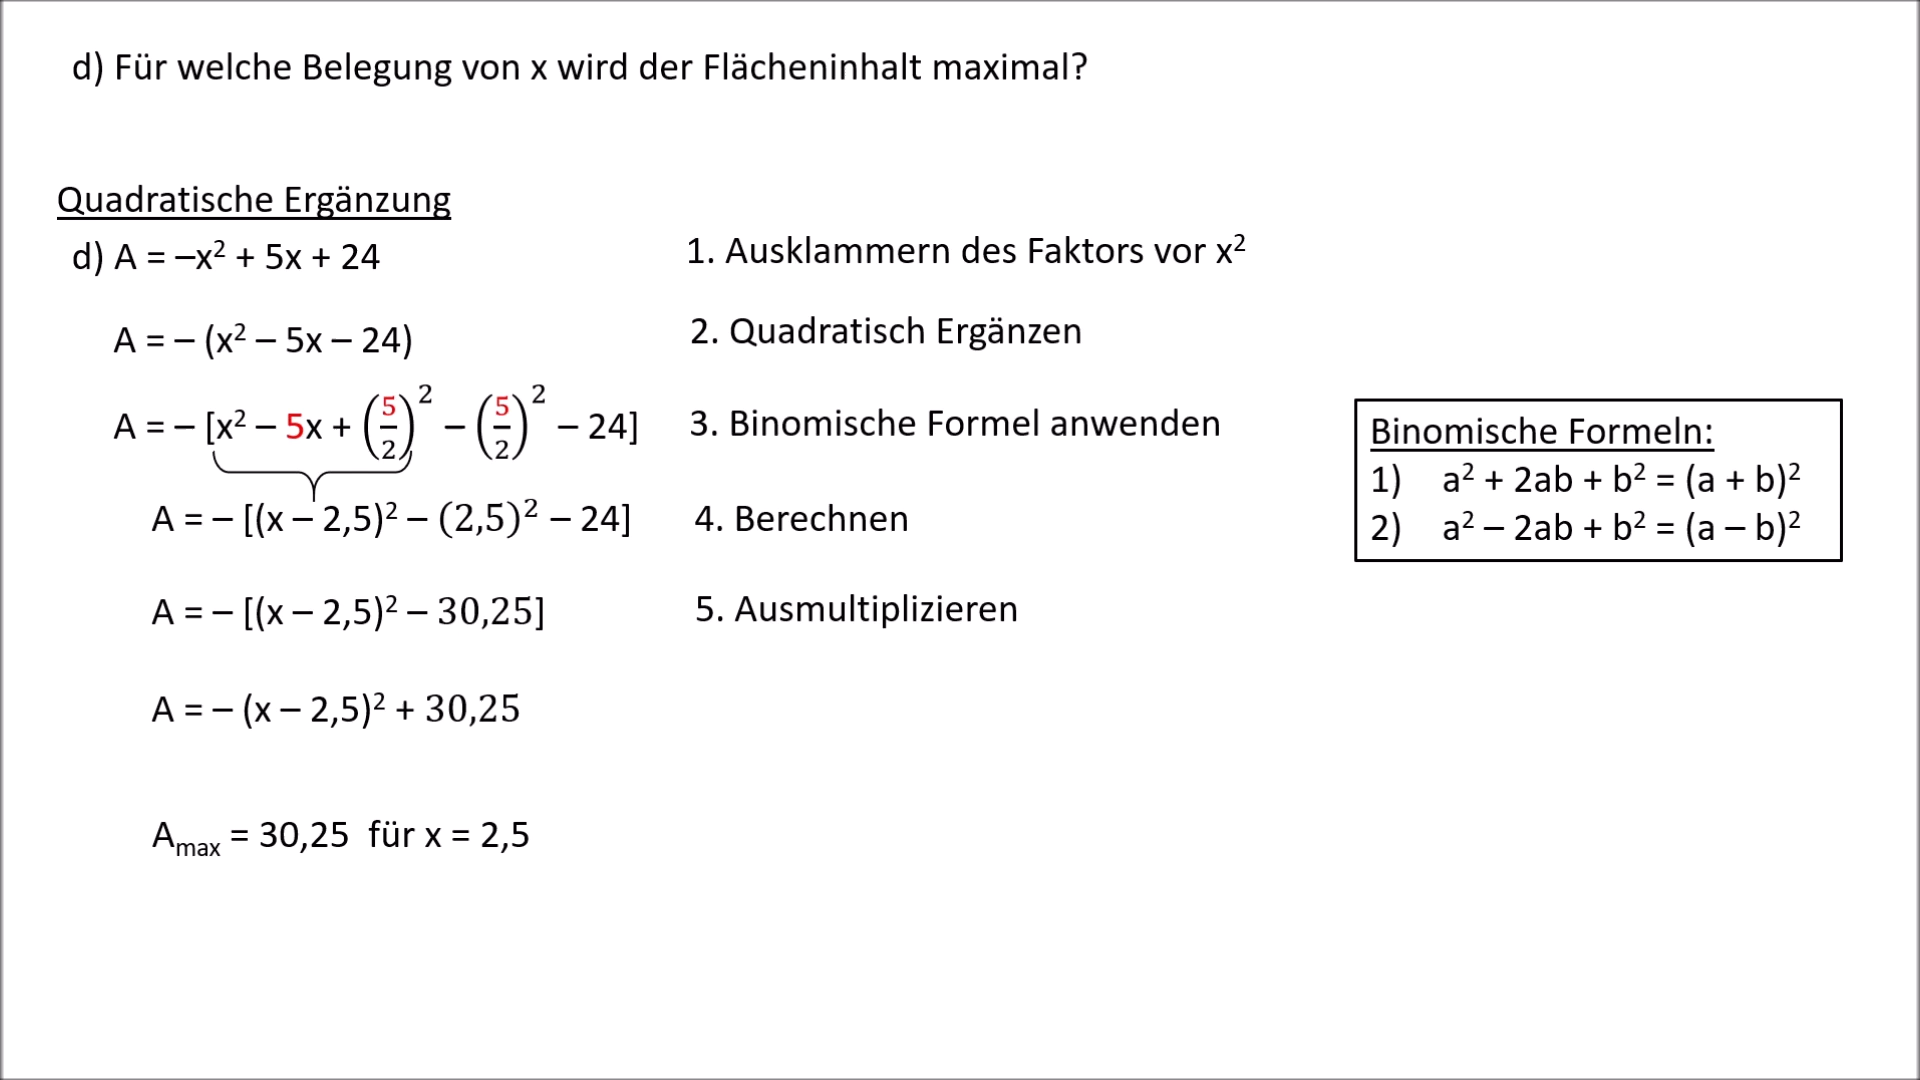 d) Für welche Belegung von x wird der Flächeninhalt maximal?
Quadratische Ergänzung
d) A = –x² + 5x + 24
1. Ausklammern des Faktors vor x²
A = – (x² – 5x – 24)
2. Quadratisch Ergänzen
A = – [x² – 5x + (5/2)² – (5/2)² – 24]
3. Binomische Formel anwenden
A = – [(x – 2,5)² – (2,5)² – 24]
4. Berechnen
A = – [(x – 2,5)² – 30,25]
5. Ausmultiplizieren
A = – (x – 2,5)² + 30,25
Amax = 30,25 für x = 2,5
Binomische Formeln:
1) a² + 2ab + b² = (a + b)²
2) a² – 2ab + b² = (a – b)²